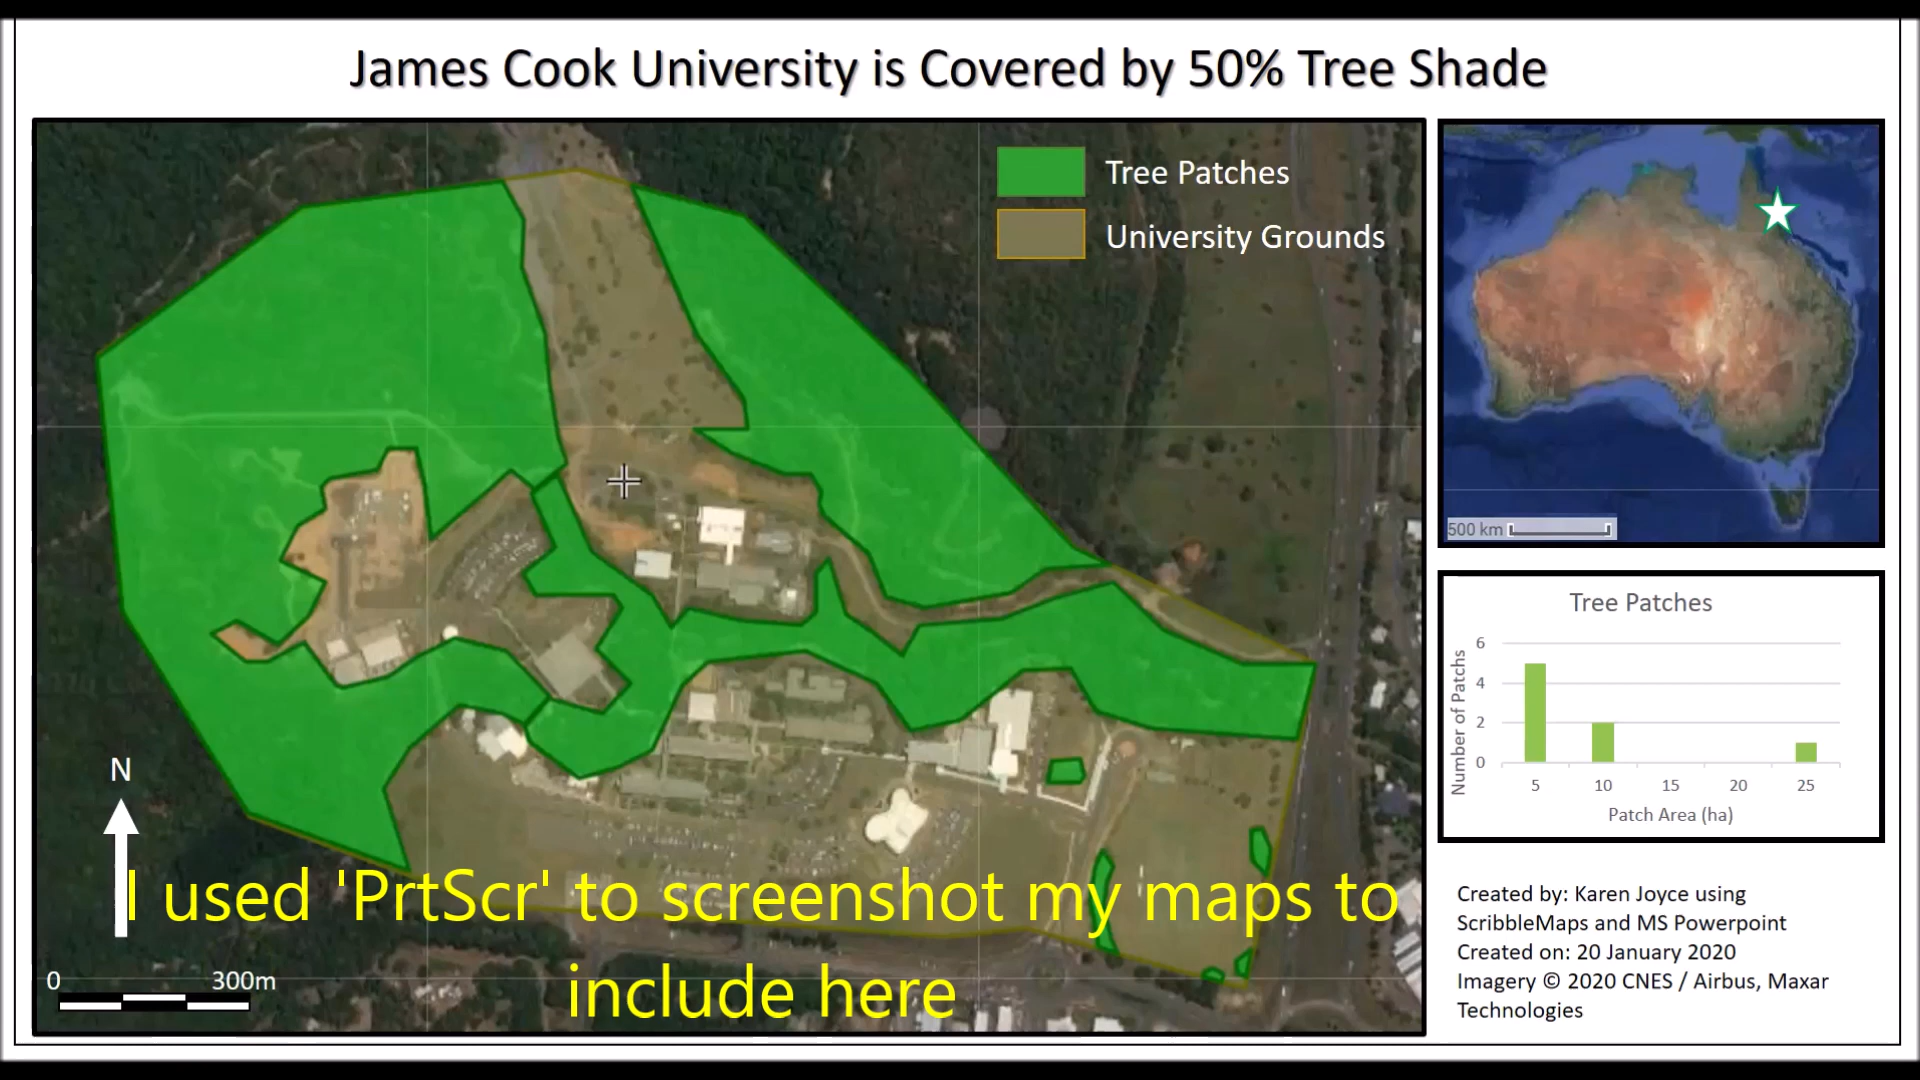 James Cook University is Covered by 50% Tree Shade
Tree Patches
University Grounds
N
0 300m
I used 'PrtScr' to screenshot my maps to
include here
500 km
Tree Patches
Number of Patchs
6
4
2
0
5 10 15 20 25
Patch Area (ha)
Created by: Karen Joyce using
ScribbleMaps and MS Powerpoint
Created on: 20 January 2020
Imagery © 2020 CNES / Airbus, Maxar
Technologies